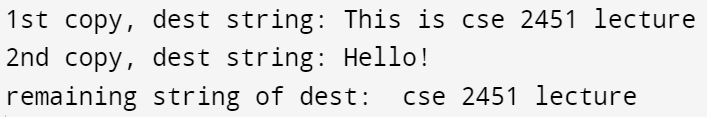 1st copy, dest string: This is cse 2451 lecture
2nd copy, dest string: Hello!
remaining string of dest:  cse 2451 lecture